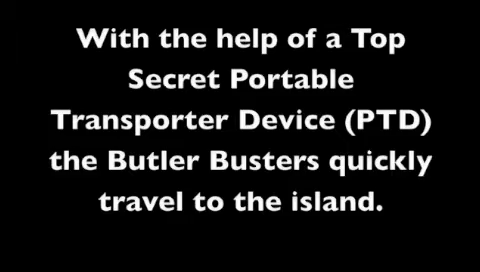 With the help of a Top
Secret Portable
Transporter Device (PTD)
the Butler Busters quickly
travel to the island.